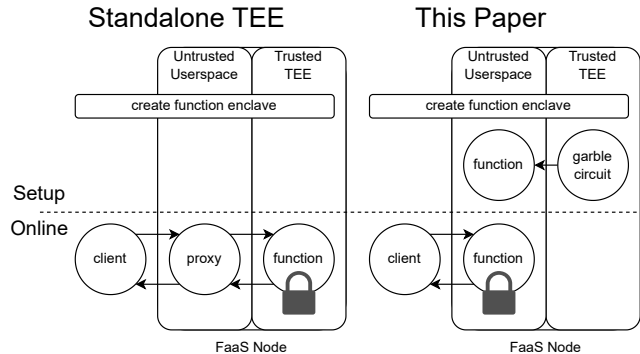 Standalone TEE
This Paper
Untrusted
Userspace
Trusted
TEE
Untrusted
Userspace
Trusted
TEE
create function enclave
create function enclave
function
garble
circuit
Setup
Online
client
proxy
function
client
function
FaaS Node
FaaS Node